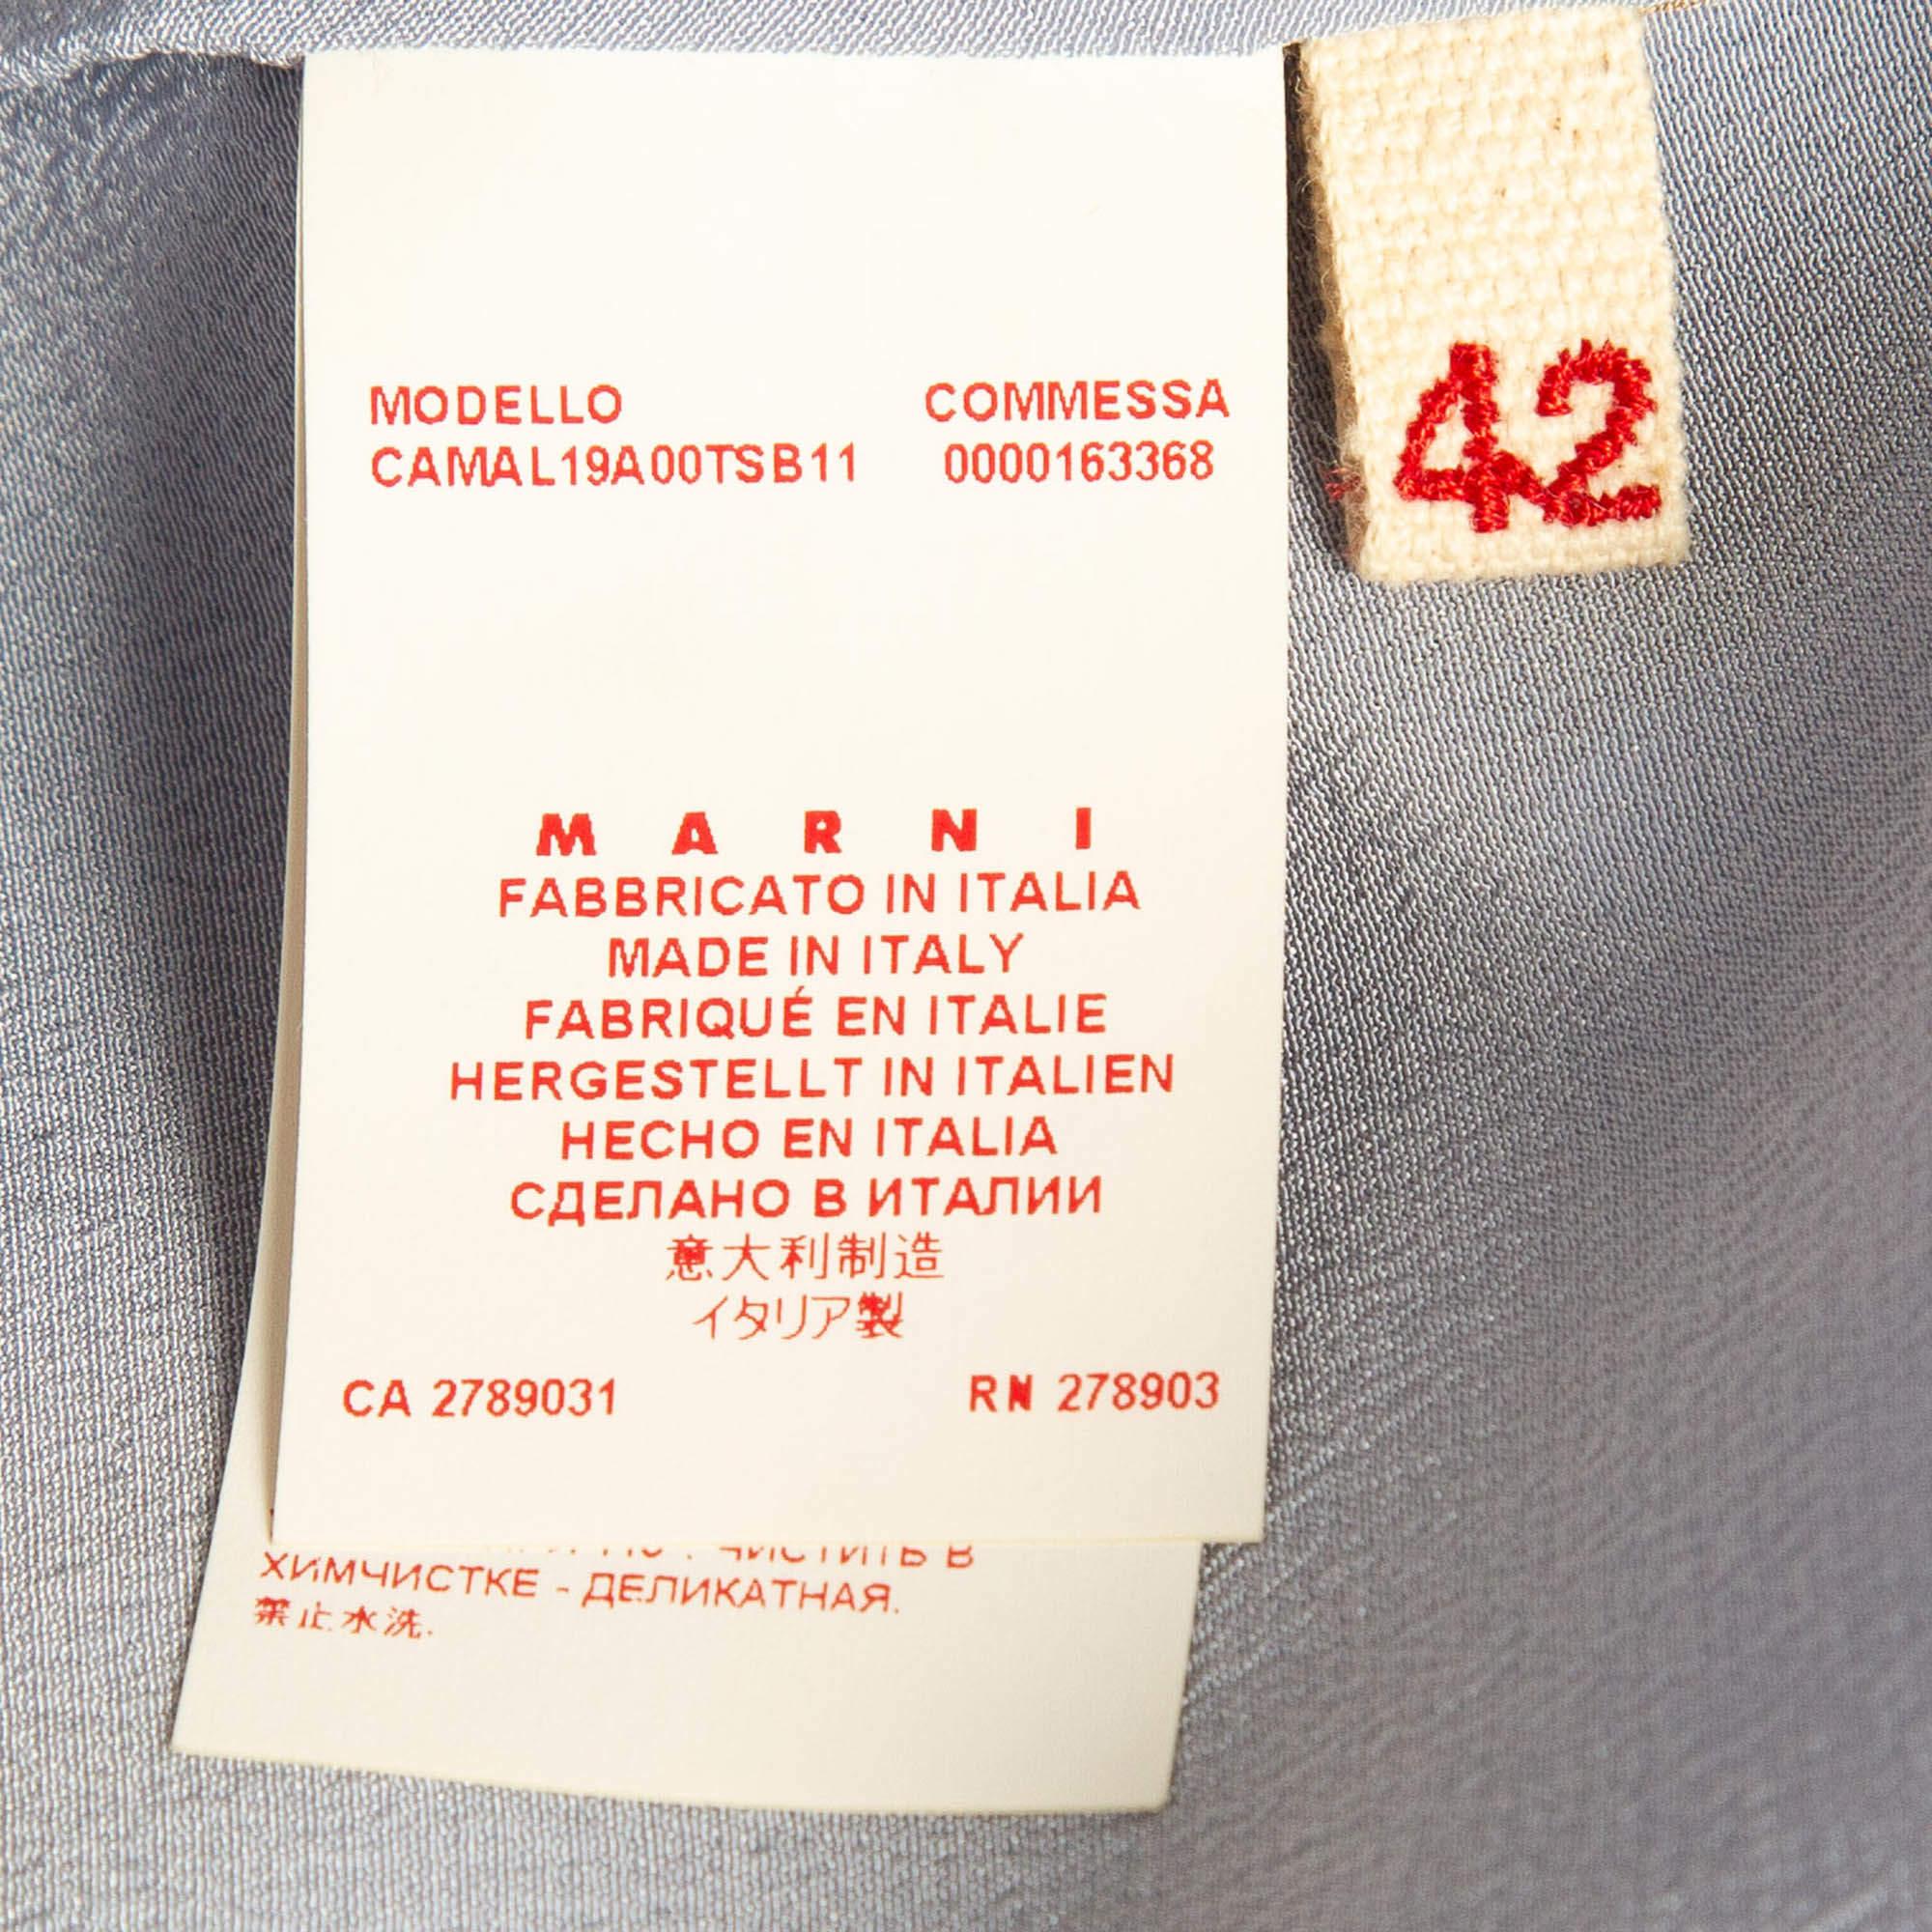 42
MODELLO COMMESSA
CAMAL19A00TSB11 0000163368
MARNI
FABBRICATO IN ITALIA
MADE IN ITALY
FABRIQUÉ EN ITALIE
HERGESTELLT IN ITALIEN
HECHO EN ITALIA
СДЕЛАНО В ИТАЛИИ
意大利制造
イタリア製
CA 2789031 RN 278903
ЧИСТИТЬ В
ХИМЧИСТКЕ - ДЕЛИКАТНАЯ.
禁止水洗.